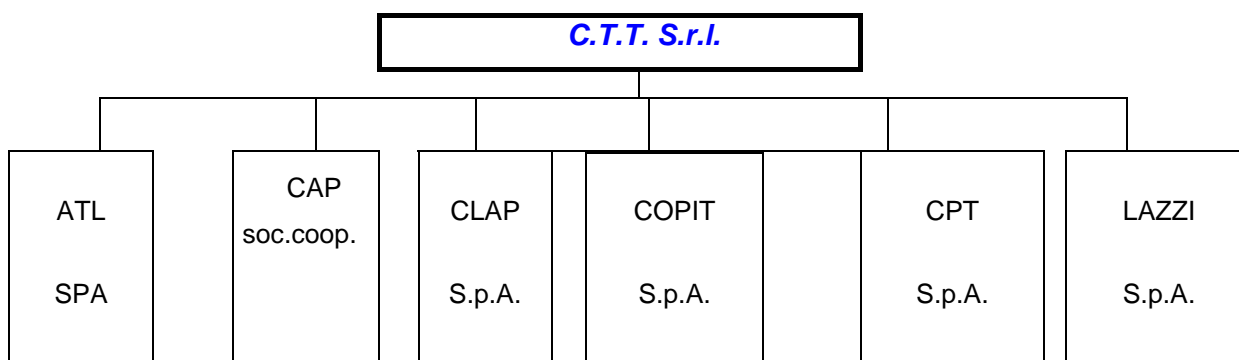 C.T.T. S.r.l.
ATL
SPA
CAP
soc.coop.
CLAP
S.p.A.
COPIT
S.p.A.
CPT
S.p.A.
LAZZI
S.p.A.